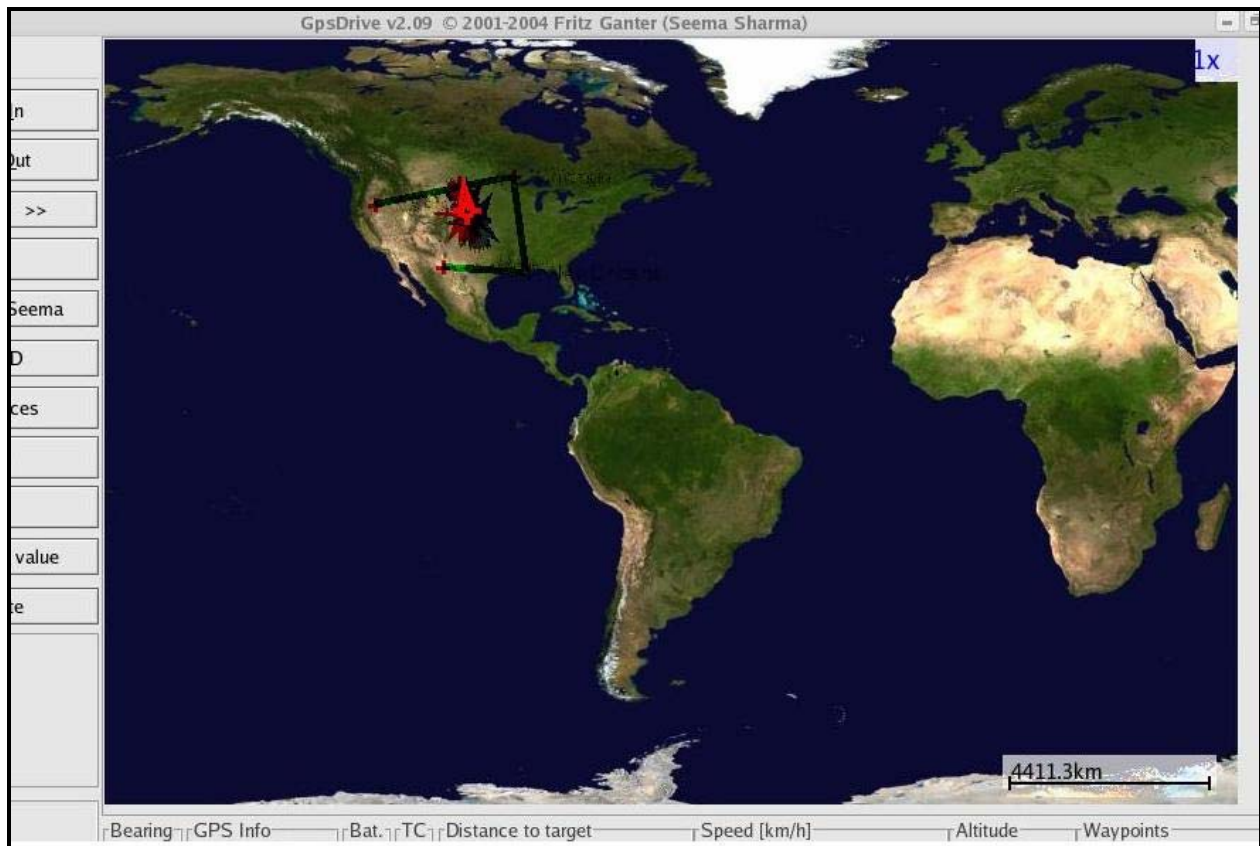 GpsDrive v2.09 © 2001-2004 Fritz Ganter (Seema Sharma)
1x
In
Out
>>
Seema
D
ces
value
te
4411.3km
Bearing GPS Info Bat. TC Distance to target Speed [km/h] Altitude Waypoints